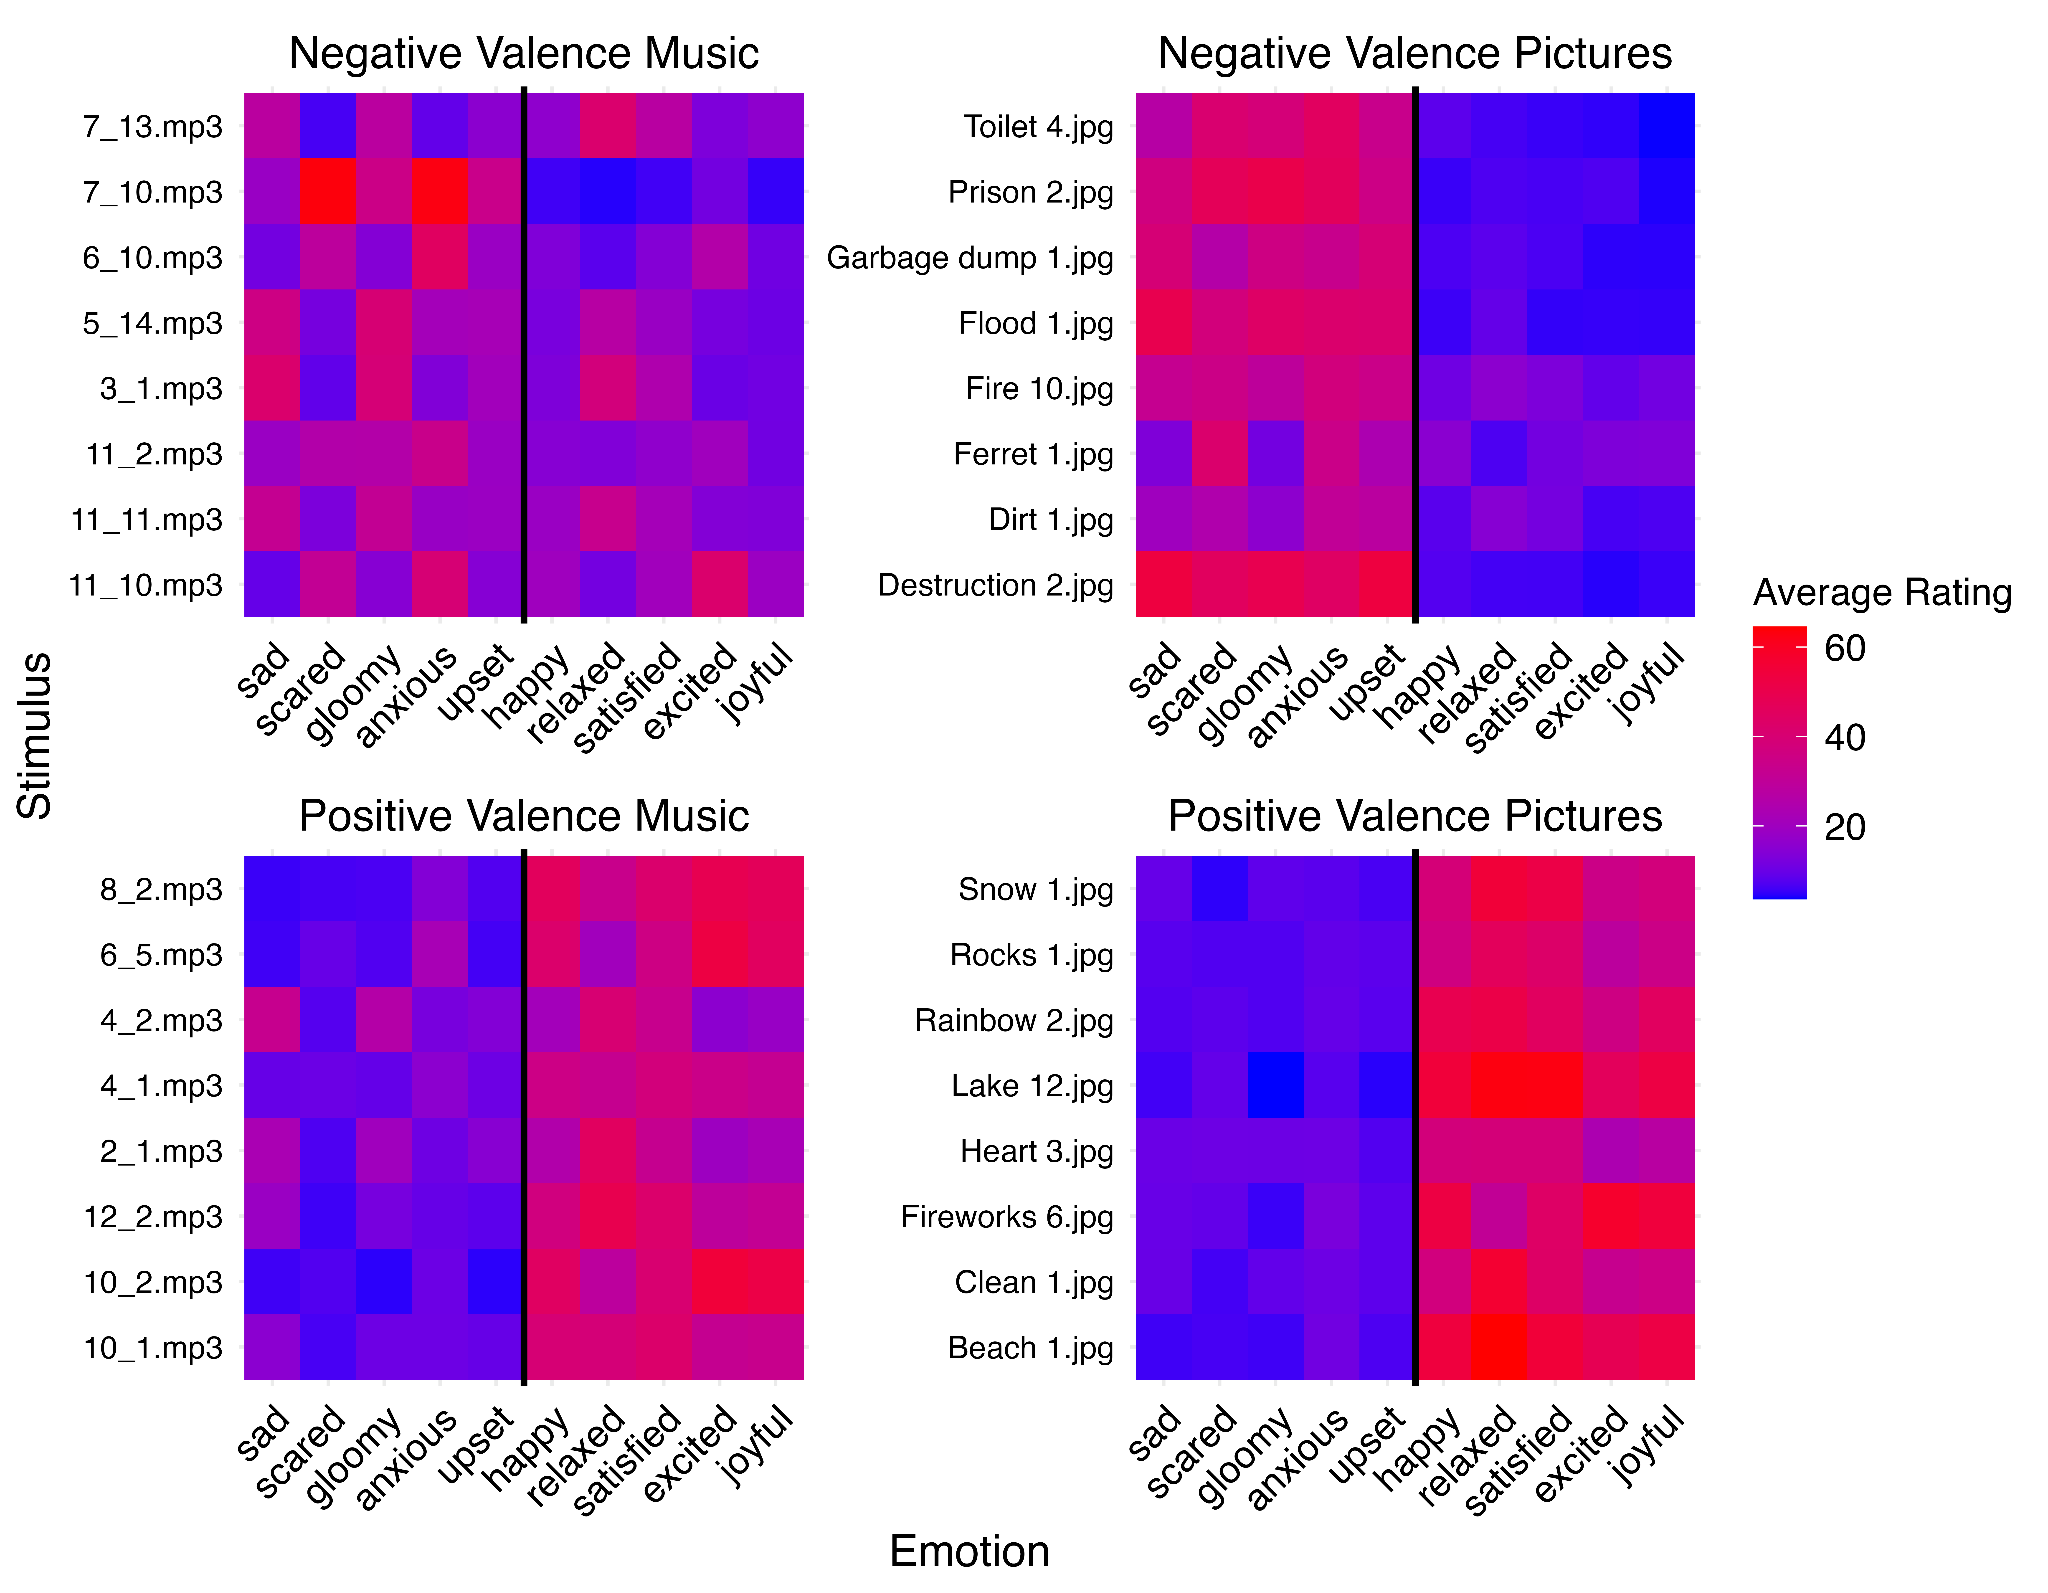 Negative Valence Music
7_13.mp3
7_10.mp3
6_10.mp3
5_14.mp3
3_1.mp3
11_2.mp3
11_11.mp3
11_10.mp3
sad
scared
gloomy
anxious
upset
happy
relaxed
satisfied
excited
joyful
Negative Valence Pictures
Toilet 4.jpg
Prison 2.jpg
Garbage dump 1.jpg
Flood 1.jpg
Fire 10.jpg
Ferret 1.jpg
Dirt 1.jpg
Destruction 2.jpg
sad
scared
gloomy
anxious
upset
happy
relaxed
satisfied
excited
joyful
Stimulus
Positive Valence Music
8_2.mp3
6_5.mp3
4_2.mp3
4_1.mp3
2_1.mp3
12_2.mp3
10_2.mp3
10_1.mp3
sad
scared
gloomy
anxious
upset
happy
relaxed
satisfied
excited
joyful
Positive Valence Pictures
Snow 1.jpg
Rocks 1.jpg
Rainbow 2.jpg
Lake 12.jpg
Heart 3.jpg
Fireworks 6.jpg
Clean 1.jpg
Beach 1.jpg
sad
scared
gloomy
anxious
upset
happy
relaxed
satisfied
excited
joyful
Emotion
Average Rating
60
40
20